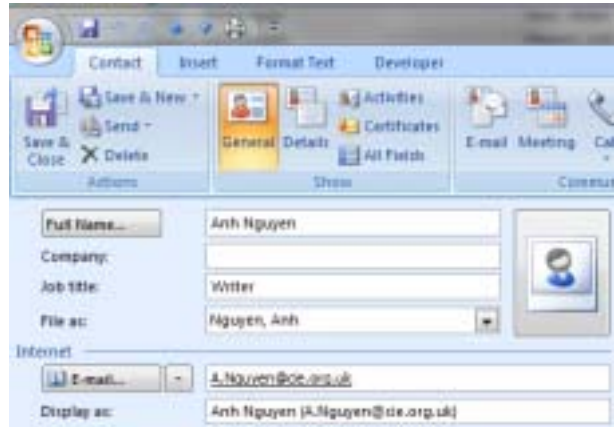 Contact Insert Format Text Developer
Save & Close
Save & New
Send
Delete
Actions
General
Details
Activities
Certificates
All Fields
Show
E-mail
Meeting
Full Name...
Anh Nguyen
Company:
Job title:
Writer
File as:
Nguyen, Anh
Internet
E-mail...
A.Nguyen@cie.org.uk
Display as:
Anh Nguyen (A.Nguyen@cie.org.uk)